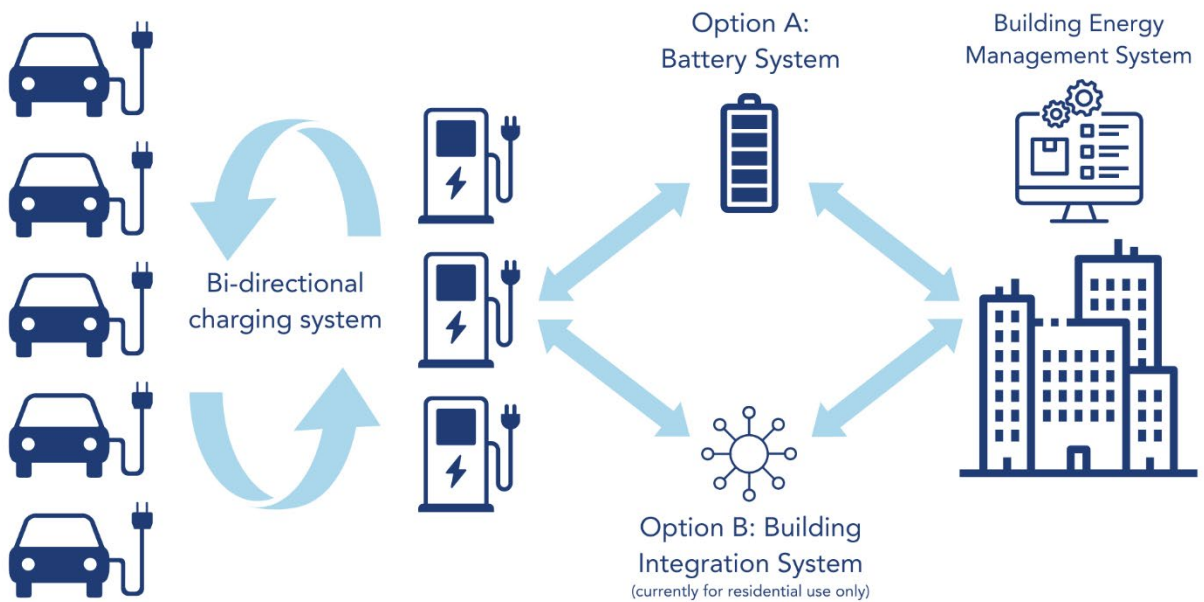 Option A:
Battery System
Building Energy
Management System
Bi-directional
charging system
Option B: Building
Integration System
(currently for residential use only)